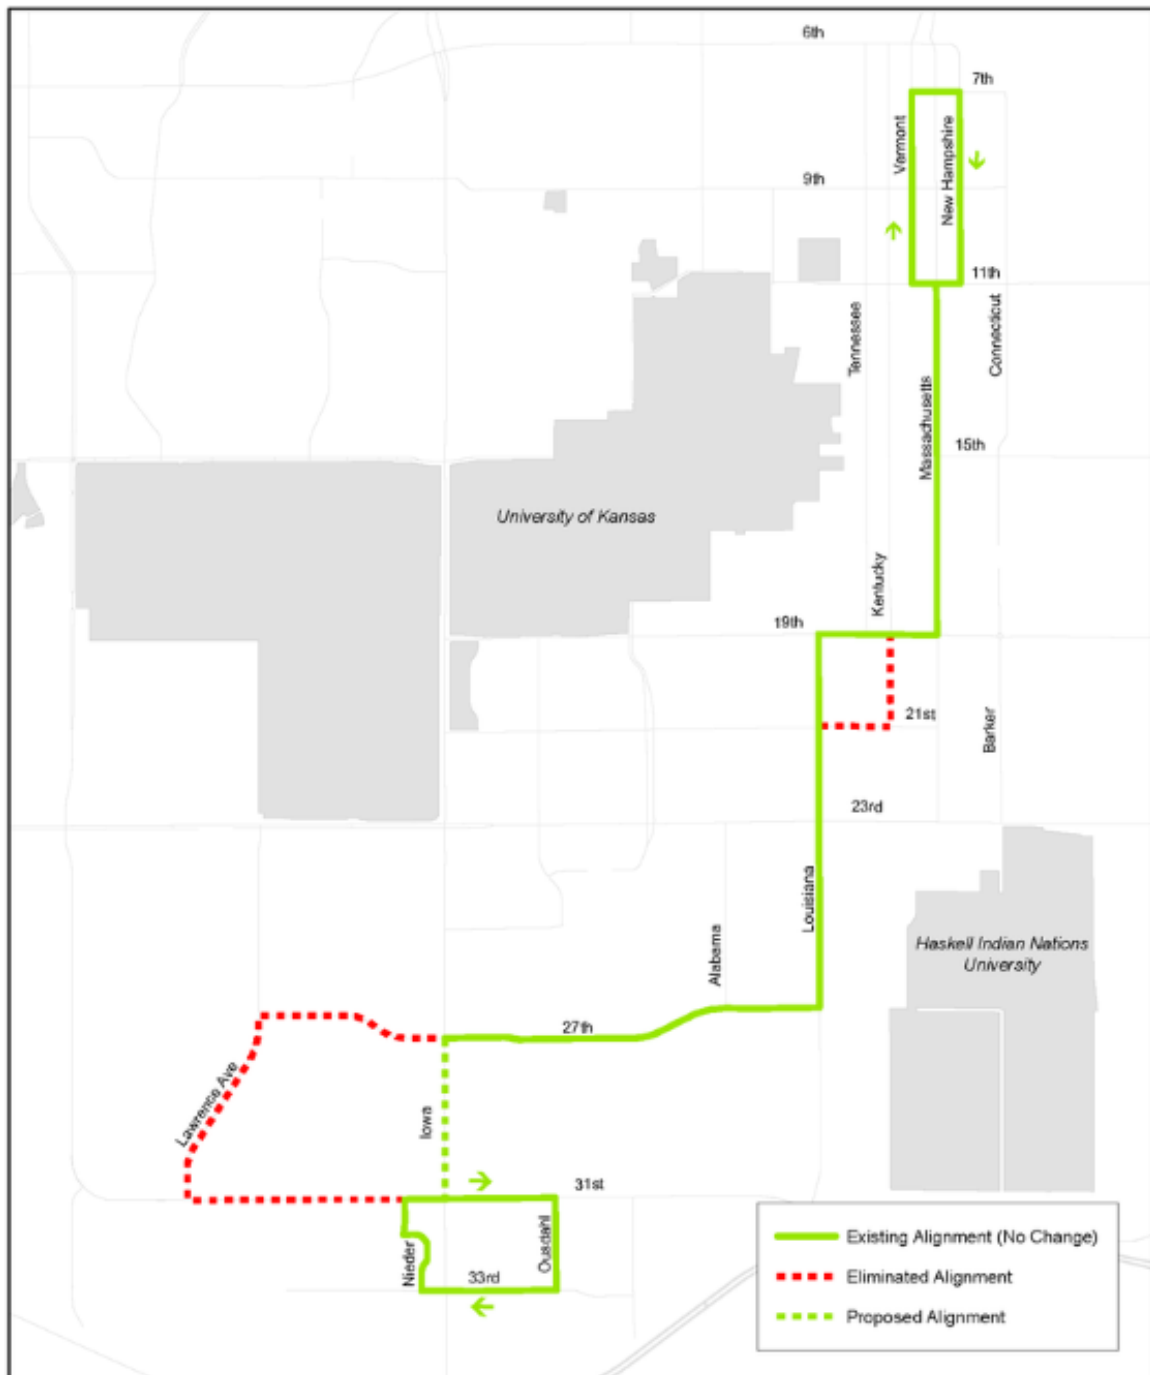 6th
7th
Vermont
New Hampshire
9th
11th
Tennessee
Connecticut
Massachusetts
15th
University of Kansas
Kentucky
19th
21st
Barker
23rd
Louisiana
Alabama
Haskell Indian Nations
University
27th
Lawrence Ave
Iowa
31st
Nieder
Ousdahl
33rd
Existing Alignment (No Change)
Eliminated Alignment
Proposed Alignment